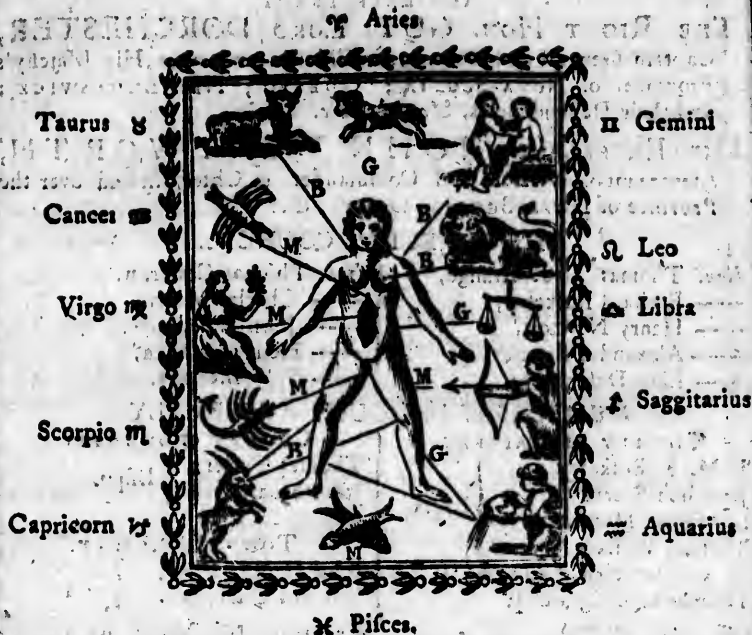 ♈ Aries
Taurus ♉
♊ Gemini
G
B
B
Cancer ♋
M
B
♌ Leo
Virgo ♍
M
G
♎ Libra
M
M
♐ Saggitarius
Scorpio ♏
B
G
Capricorn ♑
♒ Aquarius
M
♓ Piſces,